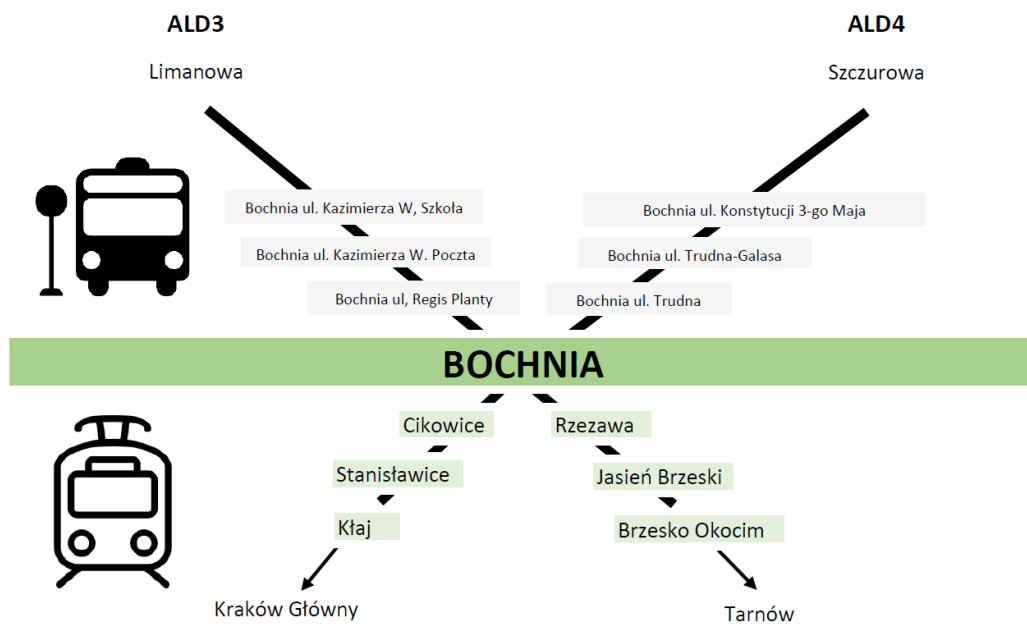 ALD3
ALD4
Limanowa
Szczurowa
Bochnia ul. Kazimierza W, Szkoła
Bochnia ul. Konstytucji 3-go Maja
Bochnia ul. Kazimierza W. Poczta
Bochnia ul. Trudna-Galasa
Bochnia ul, Regis Planty
Bochnia ul. Trudna
BOCHNIA
Cikowice
Rzezawa
Stanisławice
Jasień Brzeski
Kłaj
Brzesko Okocim
Kraków Główny
Tarnów